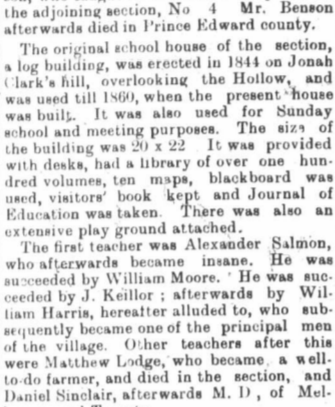 the adjoining section, No 4 Mr. Benson
afterwards died in Prince Edward county.
The original school house of the section,
a log building, was erected in 1844 on Jonah
Clark's hill, overlooking the Hollow, and
was used till 1860, when the present house
was built. It was also used for Sunday
school and meeting purposes. The size of
the building was 20 x 22 It was provided
with desks, had a library of over one hun-
dred volumes, ten maps, blackboard was
used, visitors' book kept and Journal of
Education was taken. There was also an
extensive play ground attached.
The first teacher was Alexander Salmon,
who afterwards became insane. He was
succeeded by William Moore. He was suc-
ceeded by J. Keillor ; afterwards by Wil-
liam Harris, hereafter alluded to, who sub-
sequently became one of the principal men
of the village. Other teachers after this
were Matthew Lodge, who became a well-
to-do farmer, and died in the section, and
Daniel Sinclair, afterwards M. D , of Mel-